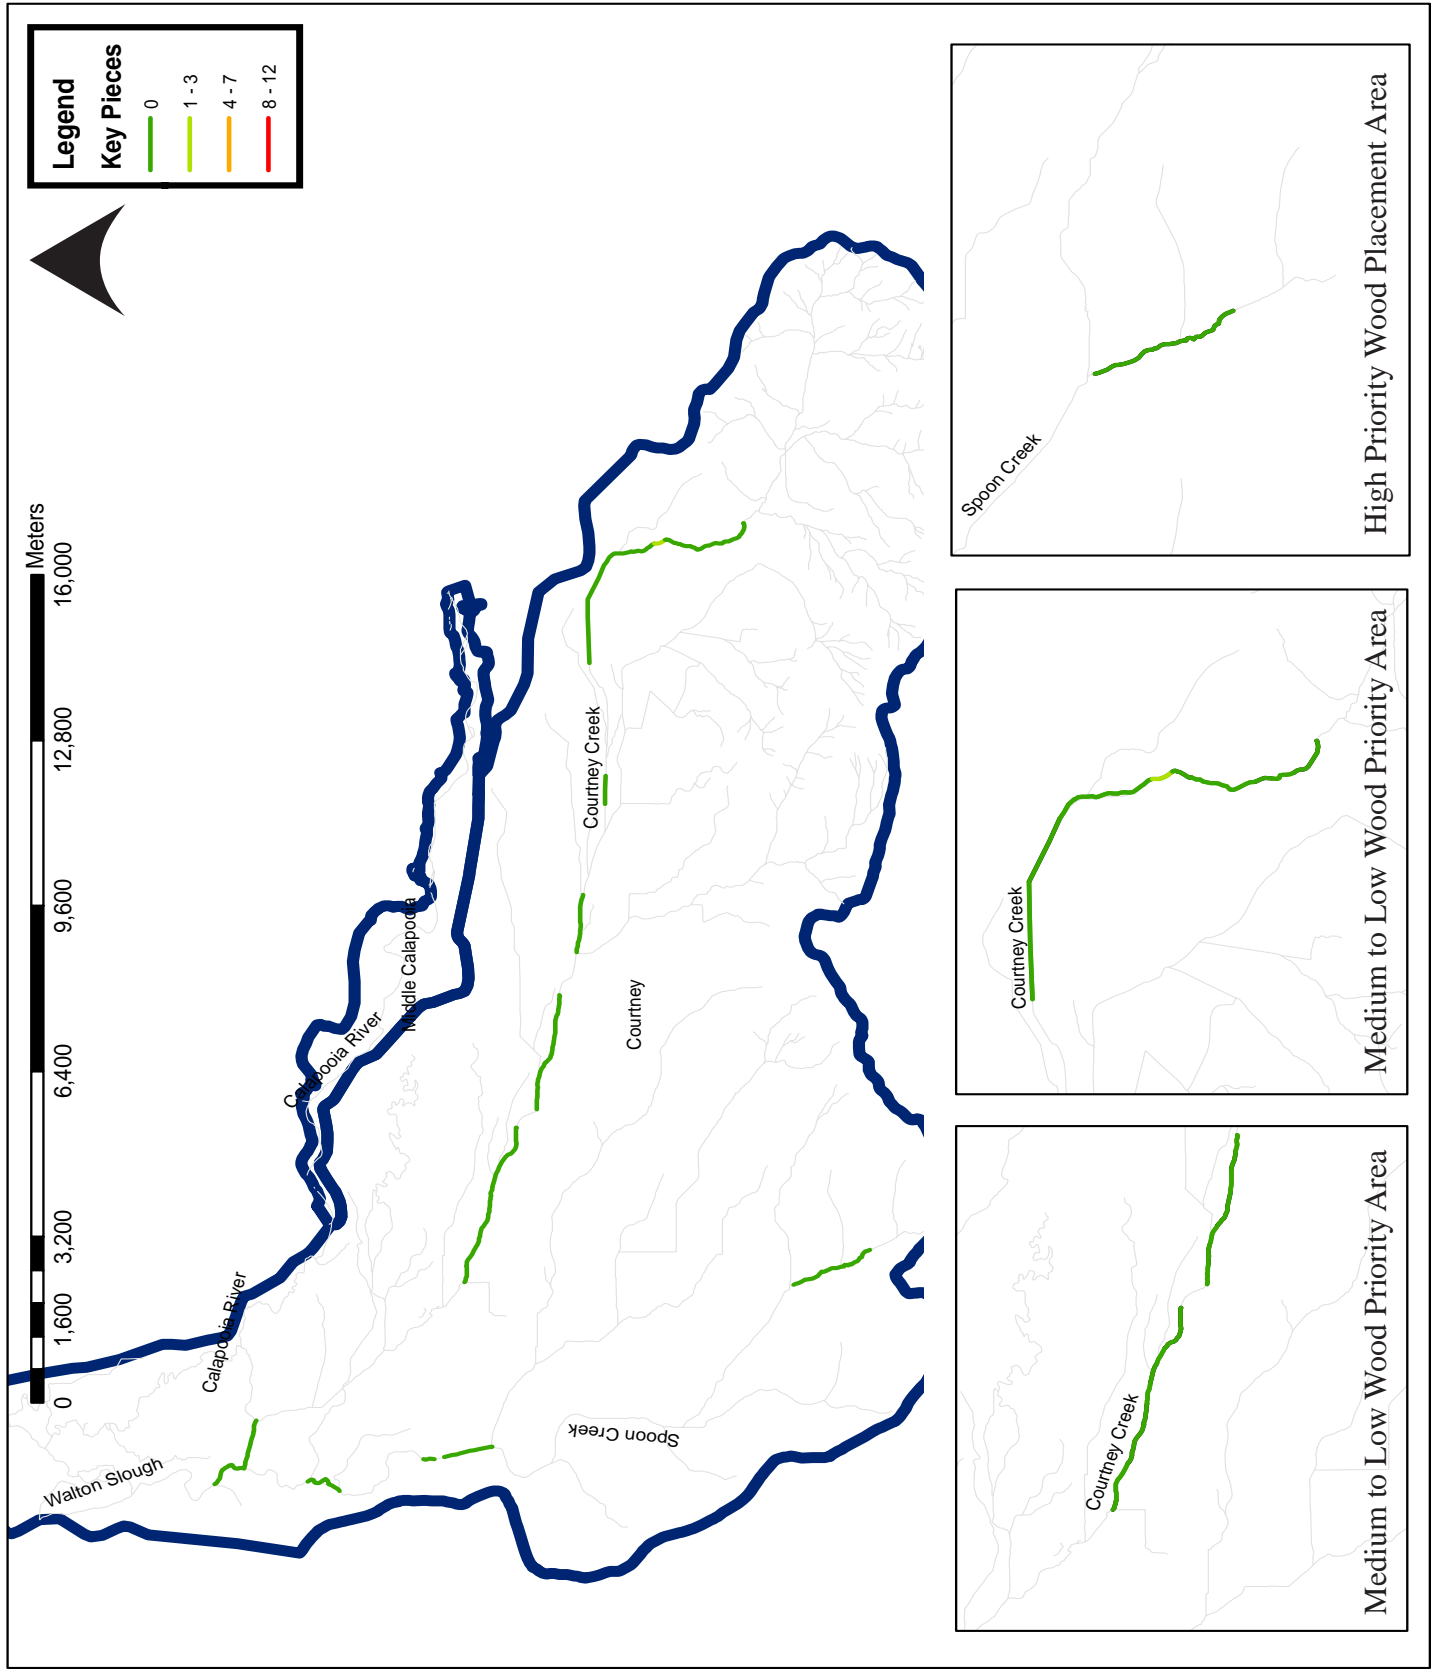 Legend
Key Pieces
0
1 - 3
4 - 7
8 - 12
Meters
0
1,600
3,200
6,400
9,600
12,800
16,000
Walton Slough
Calapooia River
Calapooia River
Middle Calapooia
Courtney Creek
Courtney
Spoon Creek
Courtney Creek
Medium to Low Wood Priority Area
Courtney Creek
Medium to Low Wood Priority Area
Spoon Creek
High Priority Wood Placement Area